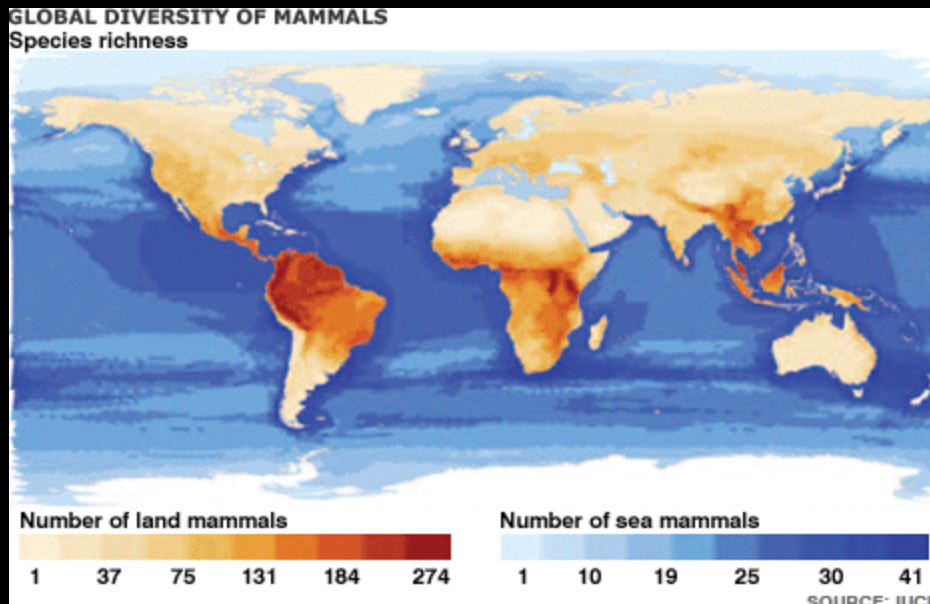 GLOBAL DIVERSITY OF MAMMALS
Species richness
Number of land mammals
1 37 75 131 184 274
Number of sea mammals
1 10 19 25 30 41
SOURCE: